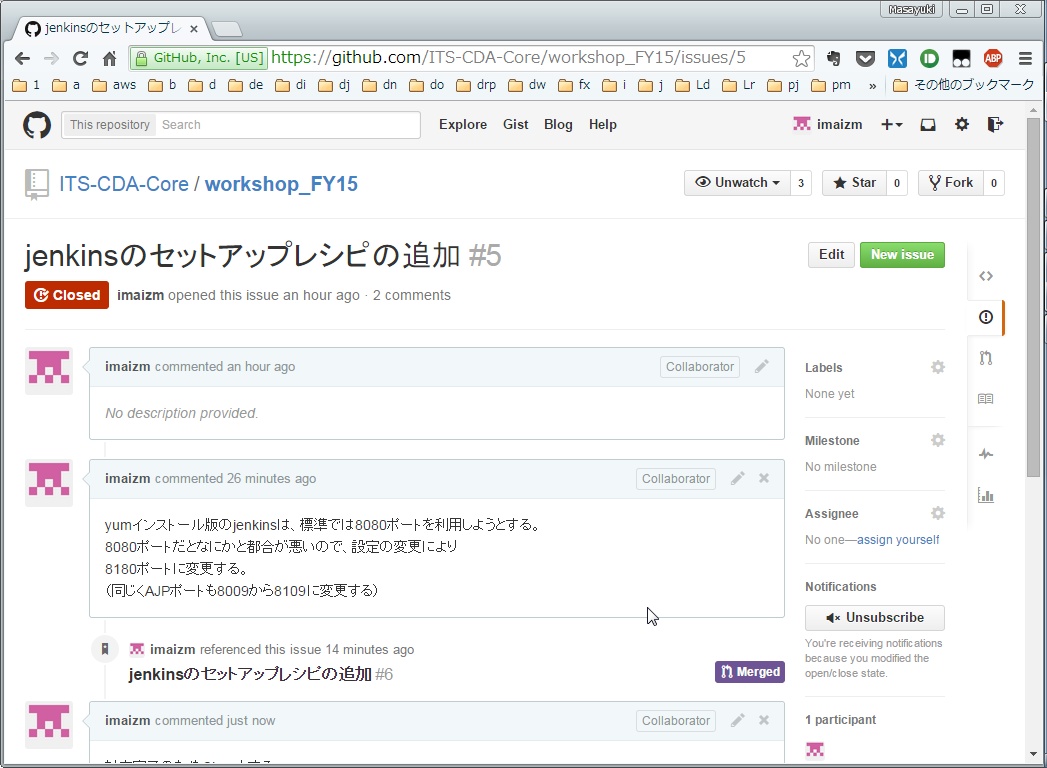 Masayuki
jenkinsのセットアップレシ
GitHub, Inc. [US] https://github.com/ITS-CDA-Core/workshop_FY15/issues/5
ABP
1 a aws b d de di dj dn do drp dw fx i j Ld Lr pj pm » その他のブックマーク
This repository Search Explore Gist Blog Help imaizm
ITS-CDA-Core / workshop_FY15
Unwatch 3 Star 0 Fork 0
jenkinsのセットアップレシピの追加 #5
Edit New issue
Closed imaizm opened this issue an hour ago · 2 comments
imaizm commented an hour ago Collaborator
No description provided.
imaizm commented 26 minutes ago Collaborator
yumインストール版のjenkinsは、標準では8080ポートを利用しようとする。
8080ポートだとなにかと都合が悪いので、設定の変更により
8180ポートに変更する。
(同じくAJPポートも8009から8109に変更する)
imaizm referenced this issue 14 minutes ago
jenkinsのセットアップレシピの追加 #6
Merged
imaizm commented just now Collaborator
Labels
None yet
Milestone
No milestone
Assignee
No one—assign yourself
Notifications
Unsubscribe
You're receiving notifications
because you modified the
open/close state.
1 participant